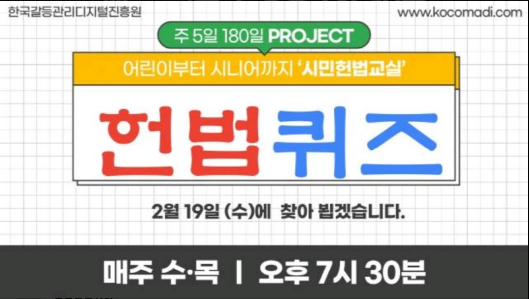 한국갈등관리디지털진흥원
www.kocomadi.com
주 5일 180일 PROJECT
어린이부터 시니어까지 '시민헌법교실'
헌법퀴즈
2월 19일 (수)에 찾아 뵙겠습니다.
매주 수·목 | 오후 7시 30분